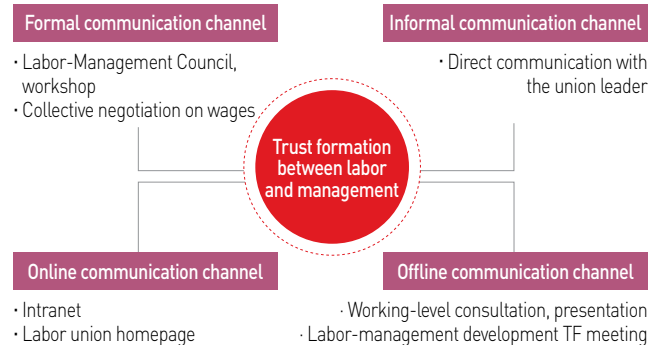 Formal communication channel
· Labor-Management Council,
workshop
· Collective negotiation on wages
Informal communication channel
· Direct communication with
the union leader
Trust formation
between labor
and management
Online communication channel
· Intranet
· Labor union homepage
Offline communication channel
· Working-level consultation, presentation
· Labor-management development TF meeting